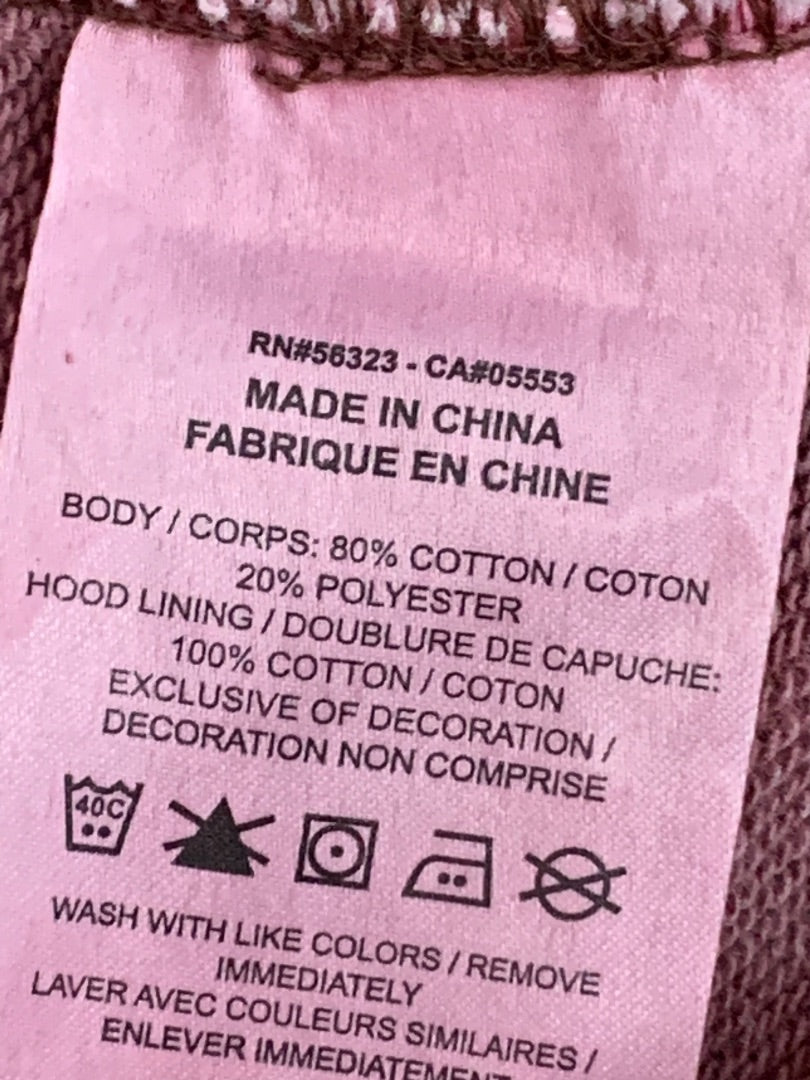 RN#56323 - CA#05553
MADE IN CHINA
FABRIQUE EN CHINE
BODY / CORPS: 80% COTTON / COTON
20% POLYESTER
HOOD LINING / DOUBLURE DE CAPUCHE:
100% COTTON / COTON
EXCLUSIVE OF DECORATION /
DECORATION NON COMPRISE
40C
WASH WITH LIKE COLORS / REMOVE
IMMEDIATELY
LAVER AVEC COULEURS SIMILAIRES /
ENLEVER IMMEDIATEMENT